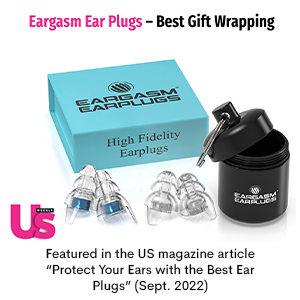 Eargasm Ear Plugs – Best Gift Wrapping
EARGASM
EARPLUGS
High Fidelity
Earplugs
EARGASM
EARPLUGS
Us
WEEKLY
Featured in the US magazine article
“Protect Your Ears with the Best Ear
Plugs” (Sept. 2022)